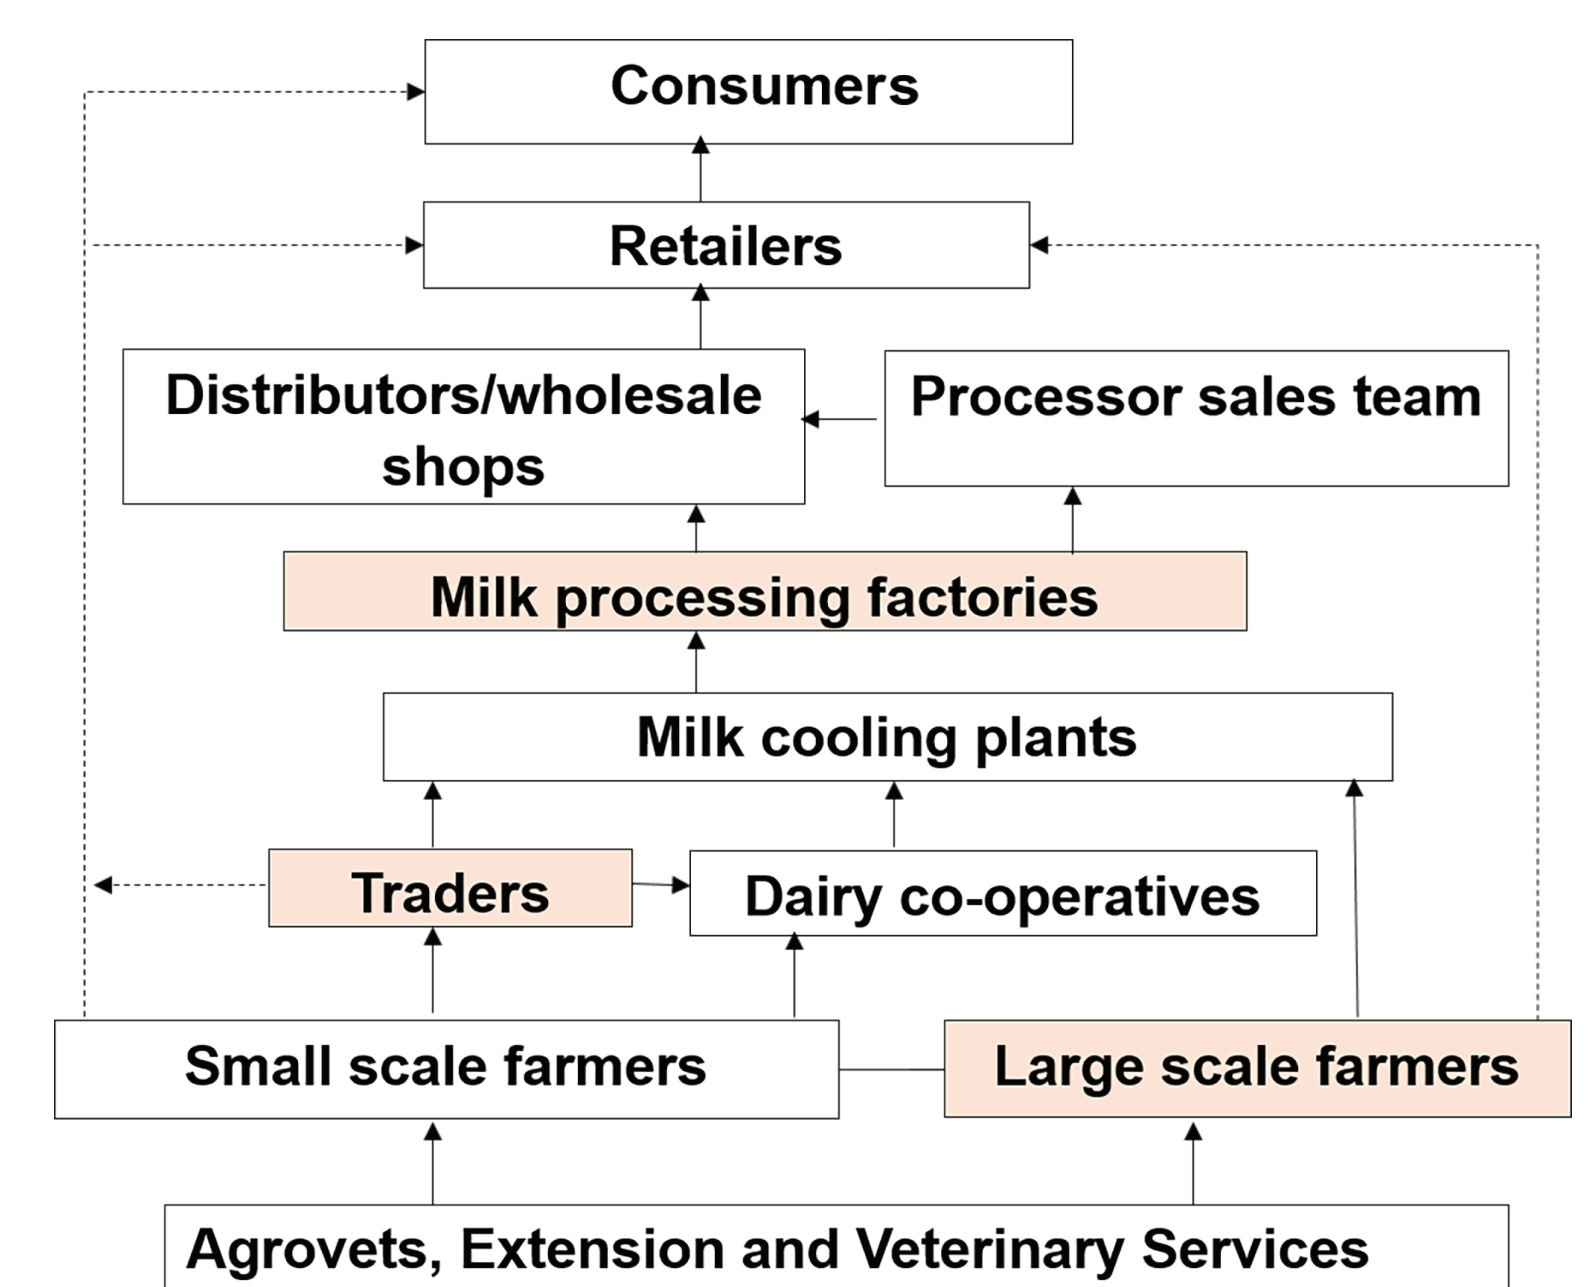 Consumers
Retailers
Distributors/wholesale
shops
Processor sales team
Milk processing factories
Milk cooling plants
Traders
Dairy co-operatives
Small scale farmers
Large scale farmers
Agrovets, Extension and Veterinary Services